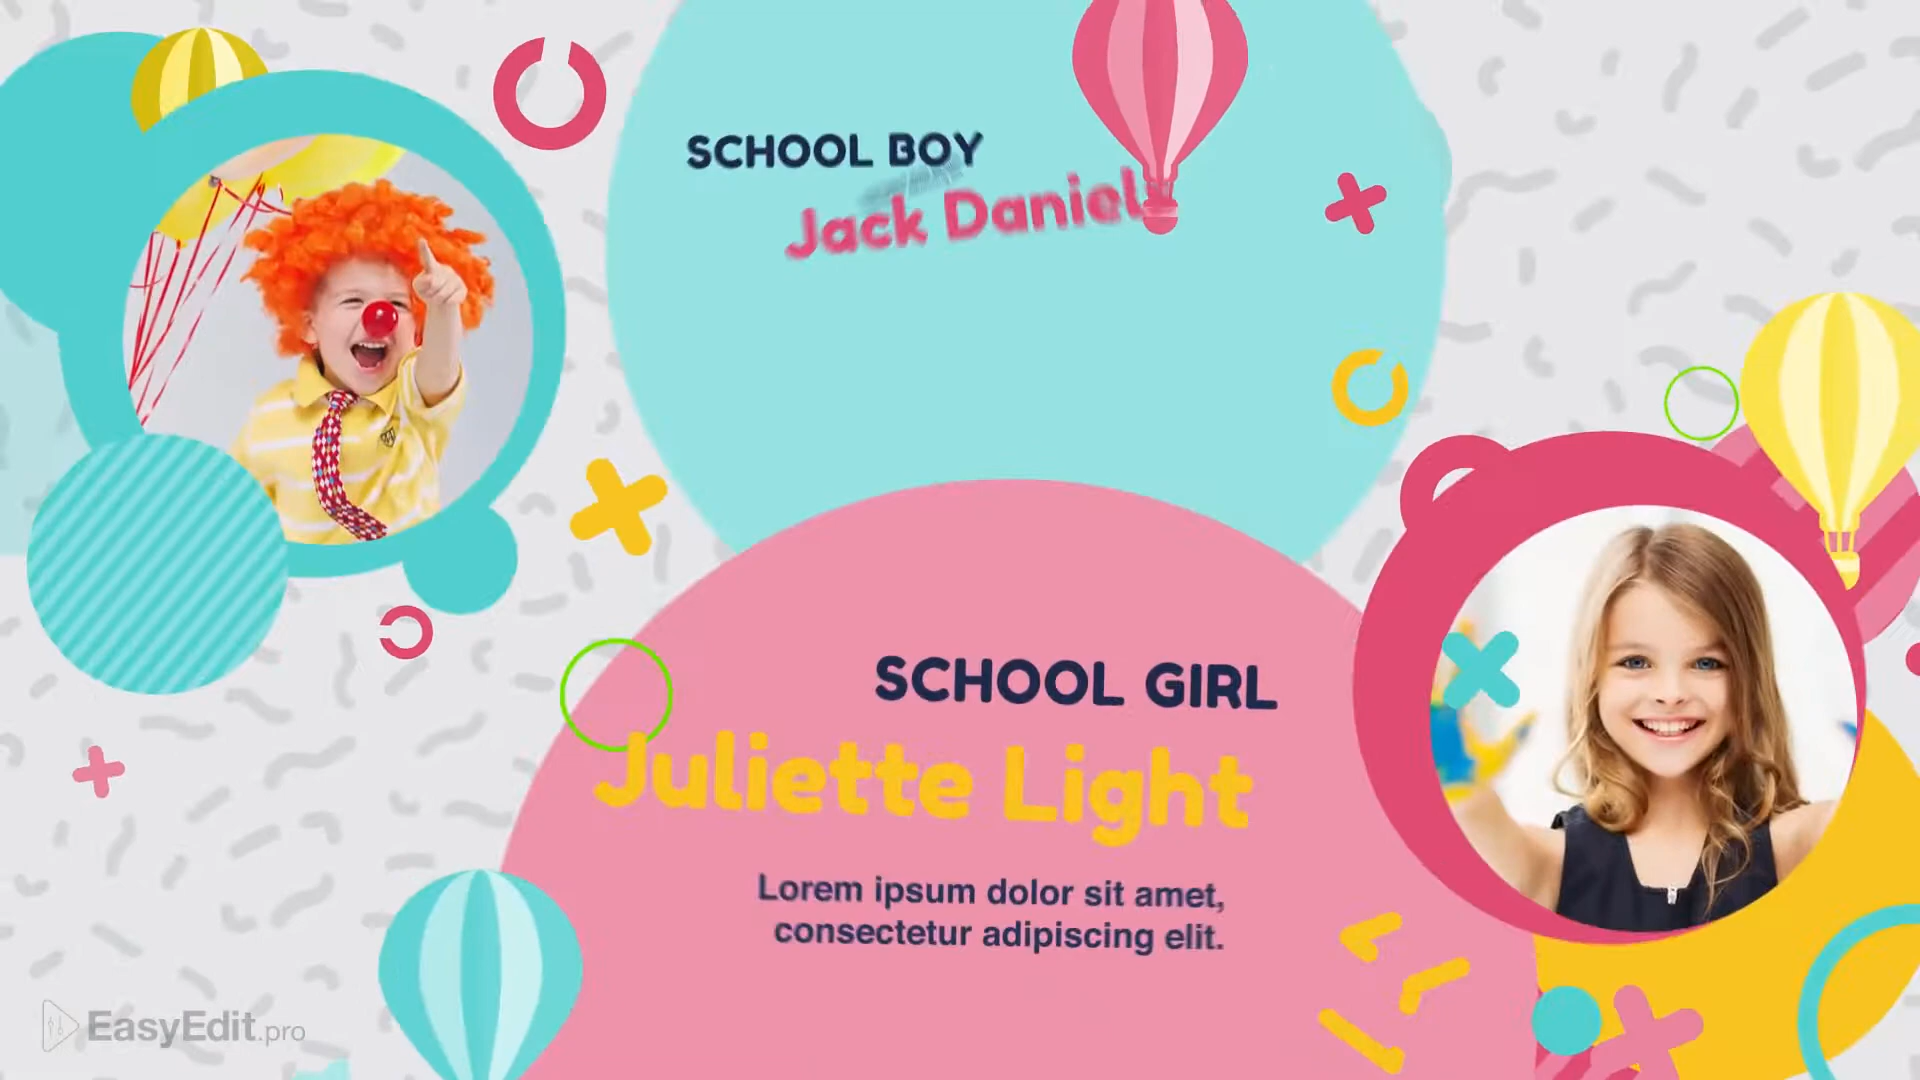 SCHOOL BOY
Jack Daniel
SCHOOL GIRL
Juliette Light
Lorem ipsum dolor sit amet,
consectetur adipiscing elit.
EasyEdit.pro